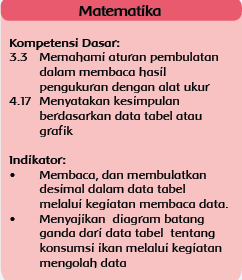 Matematika
Kompetensi Dasar:
3.3 Memahami aturan pembulatan
dalam membaca hasil
pengukuran dengan alat ukur
4.17 Menyatakan kesimpulan
berdasarkan data tabel atau
grafik
Indikator:
• Membaca, dan membulatkan
desimal dalam data tabel
melalui kegiatan membaca data.
• Menyajikan diagram batang
ganda dari data tabel tentang
konsumsi ikan melalui kegiatan
mengolah data